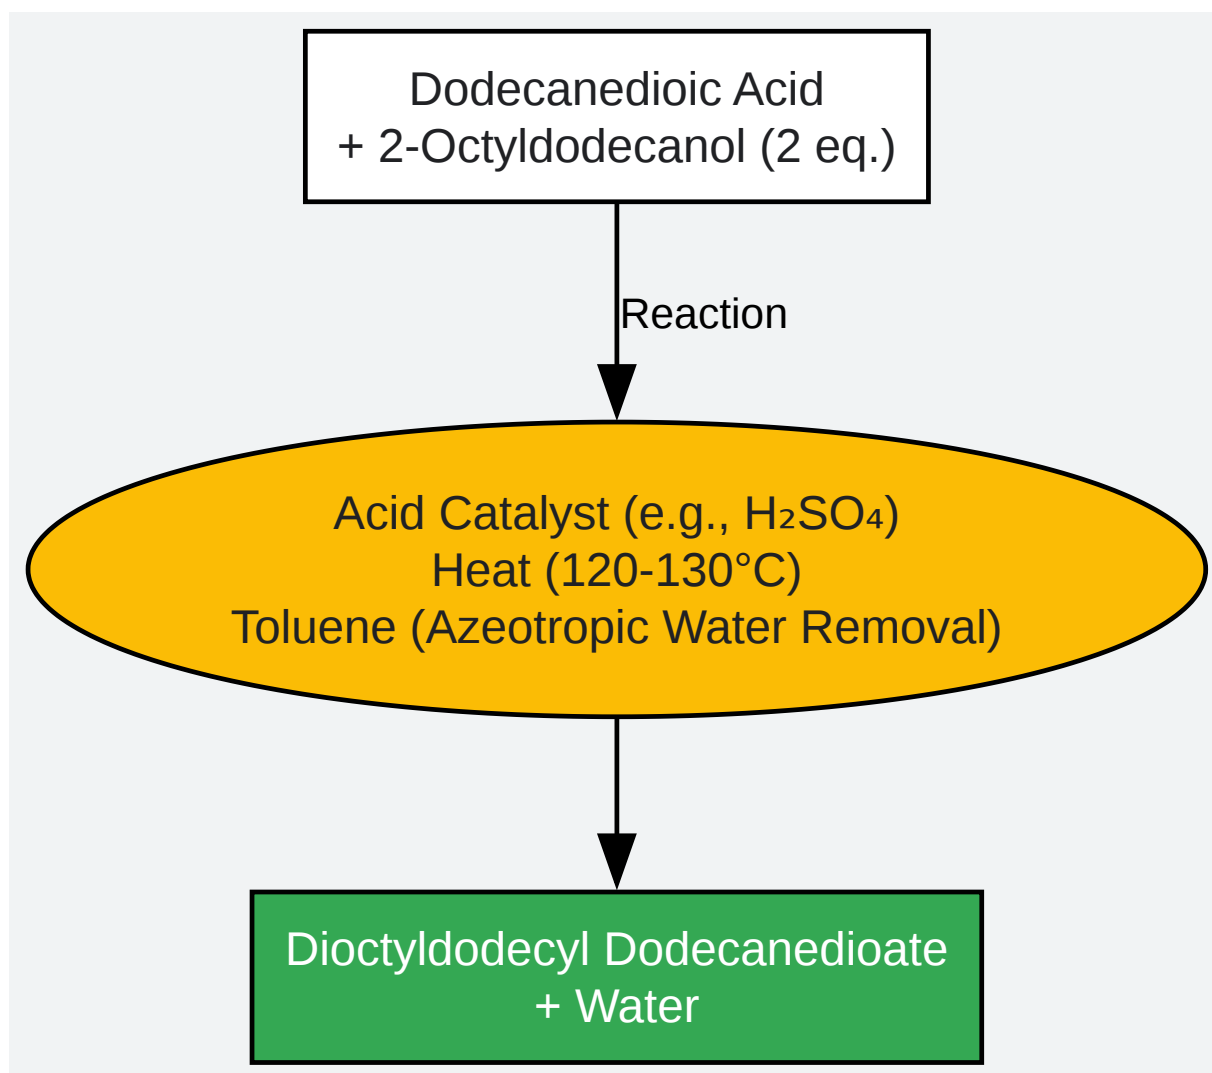 Dodecanedioic Acid
+ 2-Octyldodecanol (2 eq.)
Reaction
Acid Catalyst (e.g., H₂SO₄)
Heat (120-130°C)
Toluene (Azeotropic Water Removal)
Dioctyldodecyl Dodecanedioate
+ Water